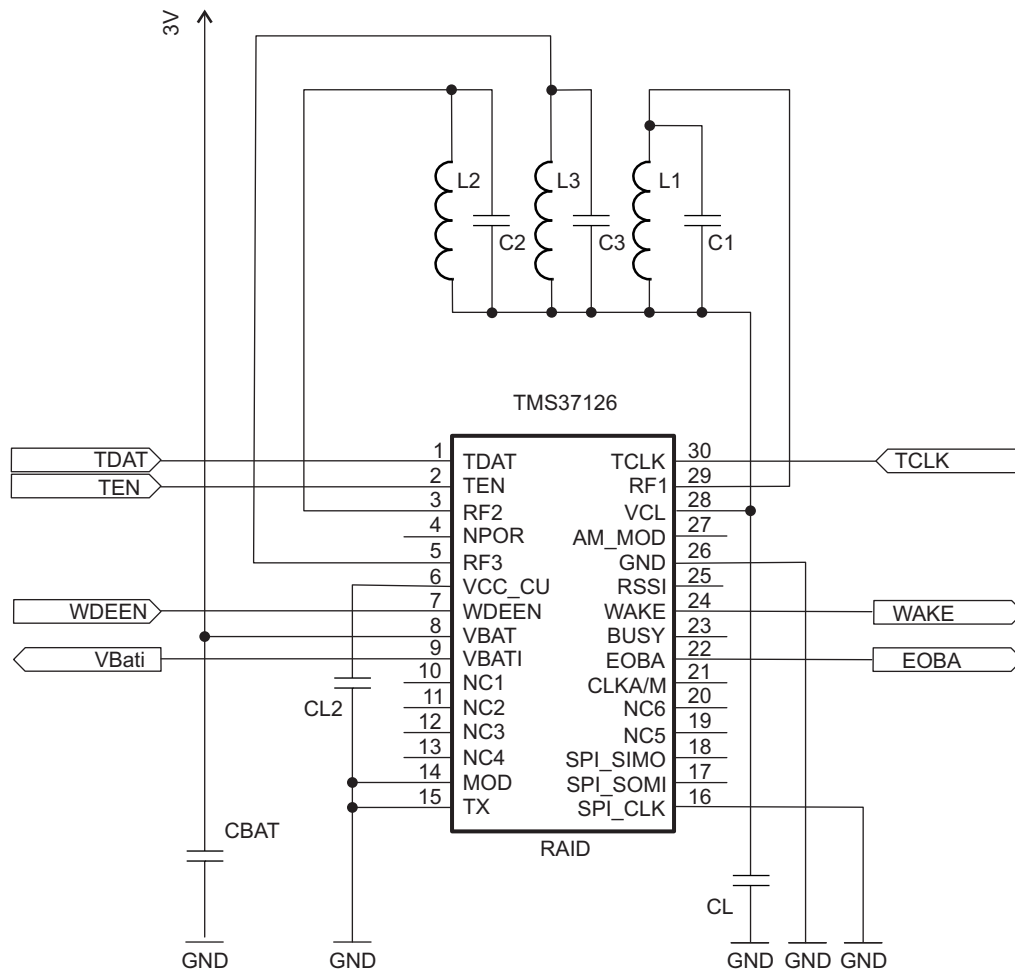 3V
L2
L3
L1
C2
C3
C1
TMS37126
TDAT
1
TDAT
TCLK
30
TCLK
TEN
2
TEN
RF1
29
3
RF2
VCL
28
4
NPOR
AM_MOD
27
5
RF3
GND
26
6
VCC_CU
RSSI
25
WDEEN
7
WDEEN
WAKE
24
WAKE
8
VBAT
BUSY
23
VBati
9
VBATI
EOBA
22
EOBA
10
NC1
CLKA/M
21
11
NC2
NC6
20
CL2
12
NC3
NC5
19
13
NC4
SPI_SIMO
18
14
MOD
SPI_SOMI
17
15
TX
SPI_CLK
16
CBAT
RAID
CL
GND
GND
GND
GND
GND